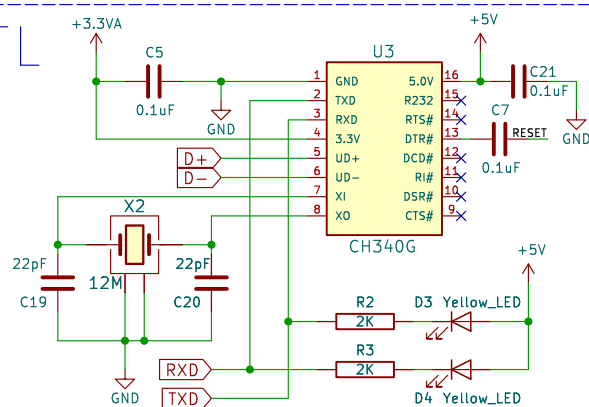 +3.3VA
+5V
C5
0.1uF
GND
U3
1 GND 5.0V 16
2 TXD R232 15
3 RXD RTS# 14
4 3.3V DTR# 13
5 UD+ DCD# 12
6 UD- RI# 11
7 XI DSR# 10
8 XO CTS# 9
CH340G
C21
0.1uF
GND
C7
0.1uF
RESET
D+
D-
X2
12M
22pF
C19
22pF
C20
GND
+5V
R2
2K
D3 Yellow_LED
R3
2K
D4 Yellow_LED
RXD
TXD